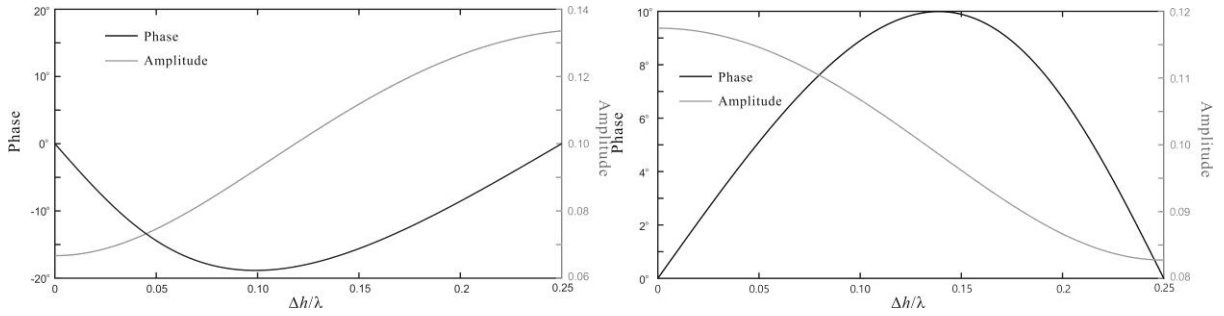 20° 0.14
Phase
Amplitude
10° 0.12
Phase 0° 0.10 Amplitude
-10° 0.08
-20° 0.06
0 0.05 0.10 0.15 0.2 0.25
Δh/λ
10° 0.12
8° 0.11
Phase
Amplitude
Phase 6° 0.10 Amplitude
4°
0.09
2°
0 0.08
0 0.05 0.10 0.15 0.2 0.25
Δh/λ